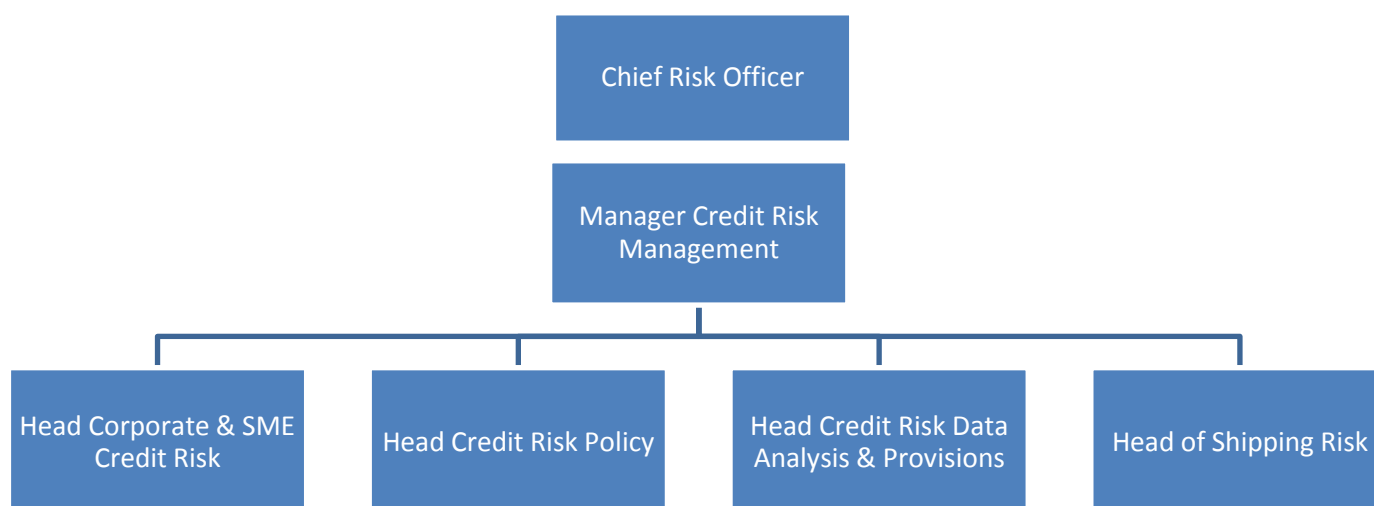 Chief Risk Officer
Manager Credit Risk
Management
Head Corporate & SME
Credit Risk
Head Credit Risk Policy
Head Credit Risk Data
Analysis & Provisions
Head of Shipping Risk